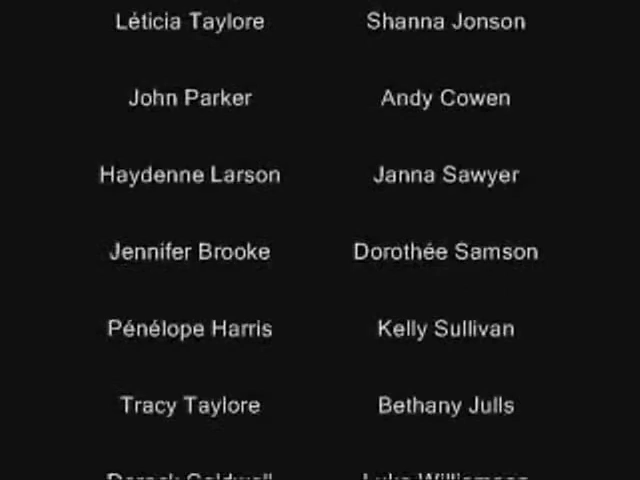 Léticia Taylore Shanna Jonson
John Parker Andy Cowen
Haydenne Larson Janna Sawyer
Jennifer Brooke Dorothée Samson
Pénélope Harris Kelly Sullivan
Tracy Taylore Bethany Julls